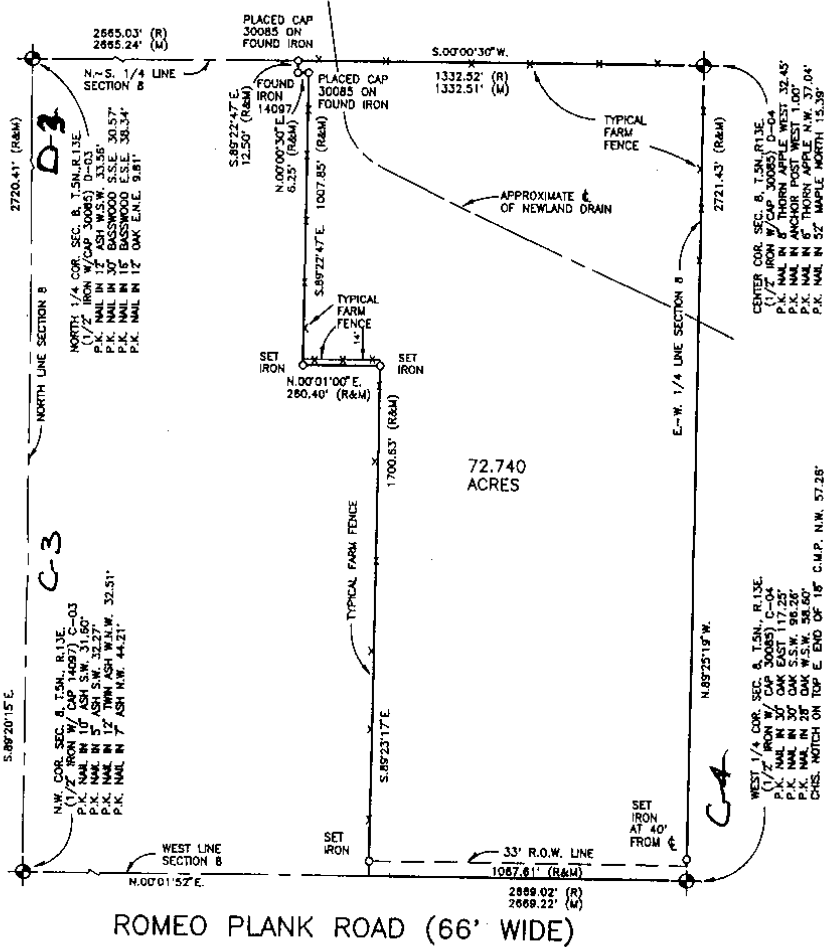 2665.03' (R)
2665.24' (M)
PLACED CAP
30085 ON
FOUND IRON
S.00°00'30"W.
1332.52' (R)
1332.51' (M)
N.-S. 1/4 LINE
SECTION 8
FOUND
IRON
14097
PLACED CAP
30085 ON
FOUND IRON
S.89°22'47"E.
12.50' (R&M)
N.00°00'30"E.
6.25' (R&M)
S.89°22'47"E. 1007.85' (R&M)
TYPICAL
FARM
FENCE
APPROXIMATE ℄
OF NEWLAND DRAIN
2720.41' (R&M)
D-3
NORTH 1/4 COR. SEC. 8, T.5N., R.13E.
(1/2" IRON W/CAP 30085) D-03
P.K. NAIL IN 12" ASH W.S.W. 33.56'
P.K. NAIL IN 30" BASSWOOD S.S.E. 30.57'
P.K. NAIL IN 15" BASSWOOD E.S.E. 38.34'
P.K. NAIL IN 12" OAK E.N.E. 9.81'
2721.43' (R&M)
CENTER COR. SEC. 8, T.5N., R.13E.
(1/2" IRON W/CAP 30085) D-04
P.K. NAIL IN 8" THORN APPLE WEST 32.45'
P.K. NAIL IN ANCHOR POST WEST 1.00'
P.K. NAIL IN 6" THORN APPLE N.W. 37.04'
P.K. NAIL IN 52" MAPLE NORTH 15.39'
NORTH LINE SECTION 8
E.-W. 1/4 LINE SECTION 8
TYPICAL
FARM
FENCE
14'
SET
IRON
SET
IRON
N.00°01'00"E.
260.40' (R&M)
1700.63' (R&M)
72.740
ACRES
TYPICAL FARM FENCE
C-3
N.W. COR. SEC. 8, T.5N., R.13E.
(1/2" IRON W/ CAP 14097) C-03
P.K. NAIL IN 10" ASH S.W. 31.60'
P.K. NAIL IN 5" ASH S.W. 32.27'
P.K. NAIL IN 12" TWIN ASH W.N.W. 32.51'
P.K. NAIL IN 7" ASH N.W. 44.21'
S.89°20'15"E.
S.89°23'17"E.
N.89°25'19"W.
C-4
WEST 1/4 COR. SEC. 8, T.5N., R.13E.
(1/2" IRON W/ CAP 30085) C-04
P.K. NAIL IN 30" OAK EAST 117.25'
P.K. NAIL IN 30" OAK S.S.W. 96.26'
P.K. NAIL IN 28" OAK W.S.W. 58.60'
CHIS. NOTCH ON TOP E. END OF 18" C.M.P. N.W. 57.26'
SET
IRON
SET
IRON
AT 40'
FROM ℄
WEST LINE
SECTION 8
33' R.O.W. LINE
N.00°01'52"E.
1067.61' (R&M)
2669.02' (R)
2669.22' (M)
ROMEO PLANK ROAD (66' WIDE)